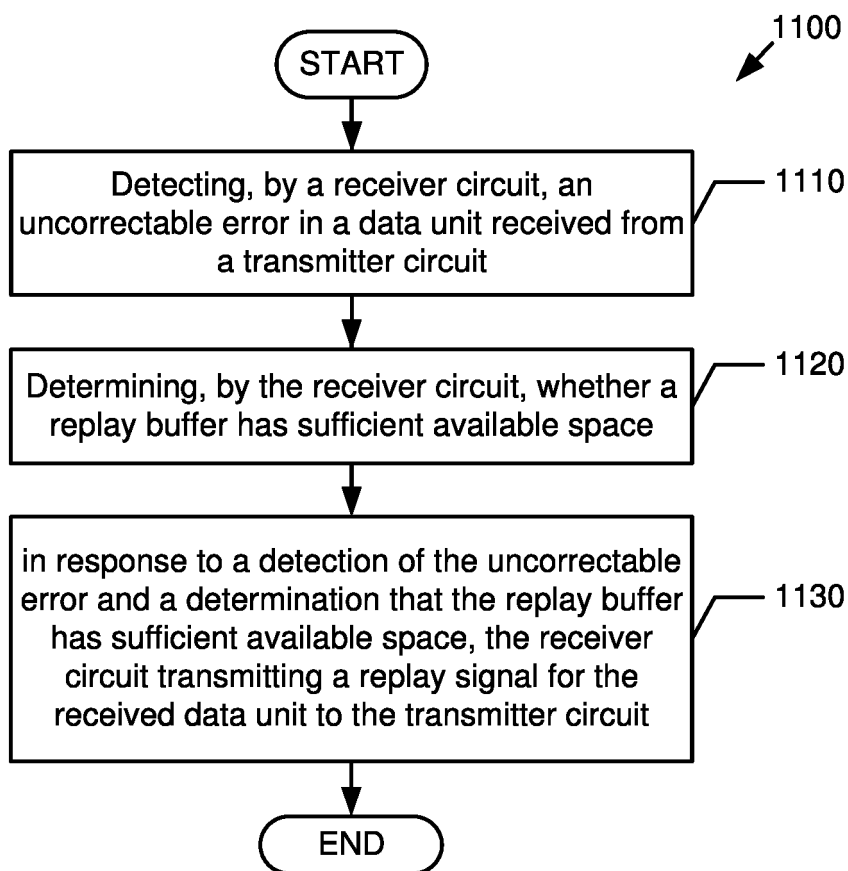 1100
START
Detecting, by a receiver circuit, an
uncorrectable error in a data unit received from
a transmitter circuit
1110
Determining, by the receiver circuit, whether a
replay buffer has sufficient available space
1120
in response to a detection of the uncorrectable
error and a determination that the replay buffer
has sufficient available space, the receiver
circuit transmitting a replay signal for the
received data unit to the transmitter circuit
1130
END